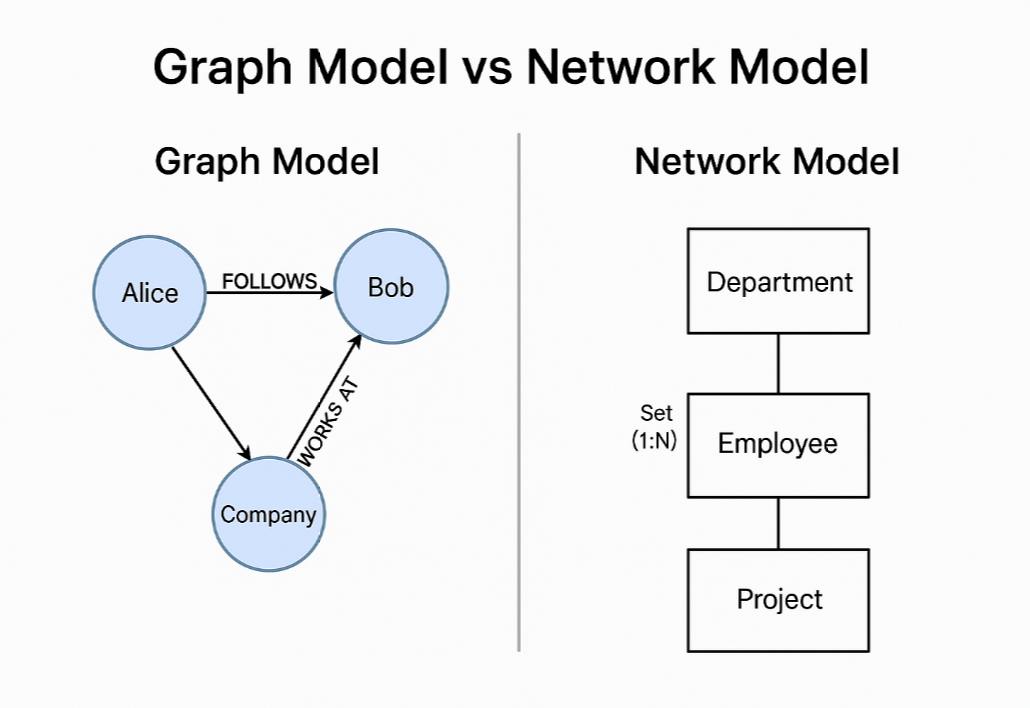 Graph Model vs Network Model
Graph Model
Alice
FOLLOWS
Bob
WORKS AT
Company
Network Model
Department
Set
(1:N)
Employee
Project